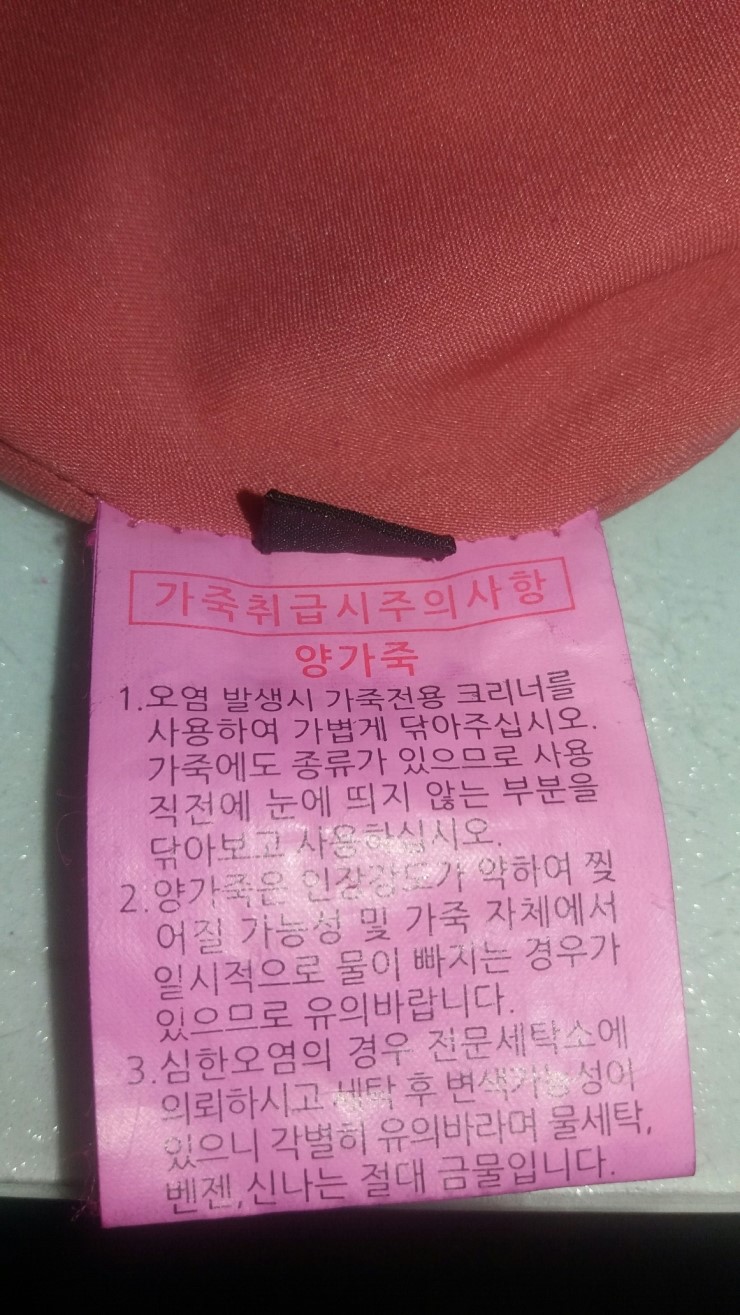 가죽취급시주의사항
양가죽
1.오염 발생시 가죽전용 크리너를
사용하여 가볍게 닦아주십시오.
가죽에도 종류가 있으므로 사용
직전에 눈에 띄지 않는 부분을
닦아보고 사용하십시오.
2.양가죽은 인장강도가 약하여 찢
어질 가능성 및 가죽 자체에서
일시적으로 물이 빠지는 경우가
있으므로 유의바랍니다.
3.심한오염의 경우 전문세탁소에
의뢰하시고 세탁 후 변색가능성이
있으니 각별히 유의바라며 물세탁,
벤젠,신나는 절대 금물입니다.